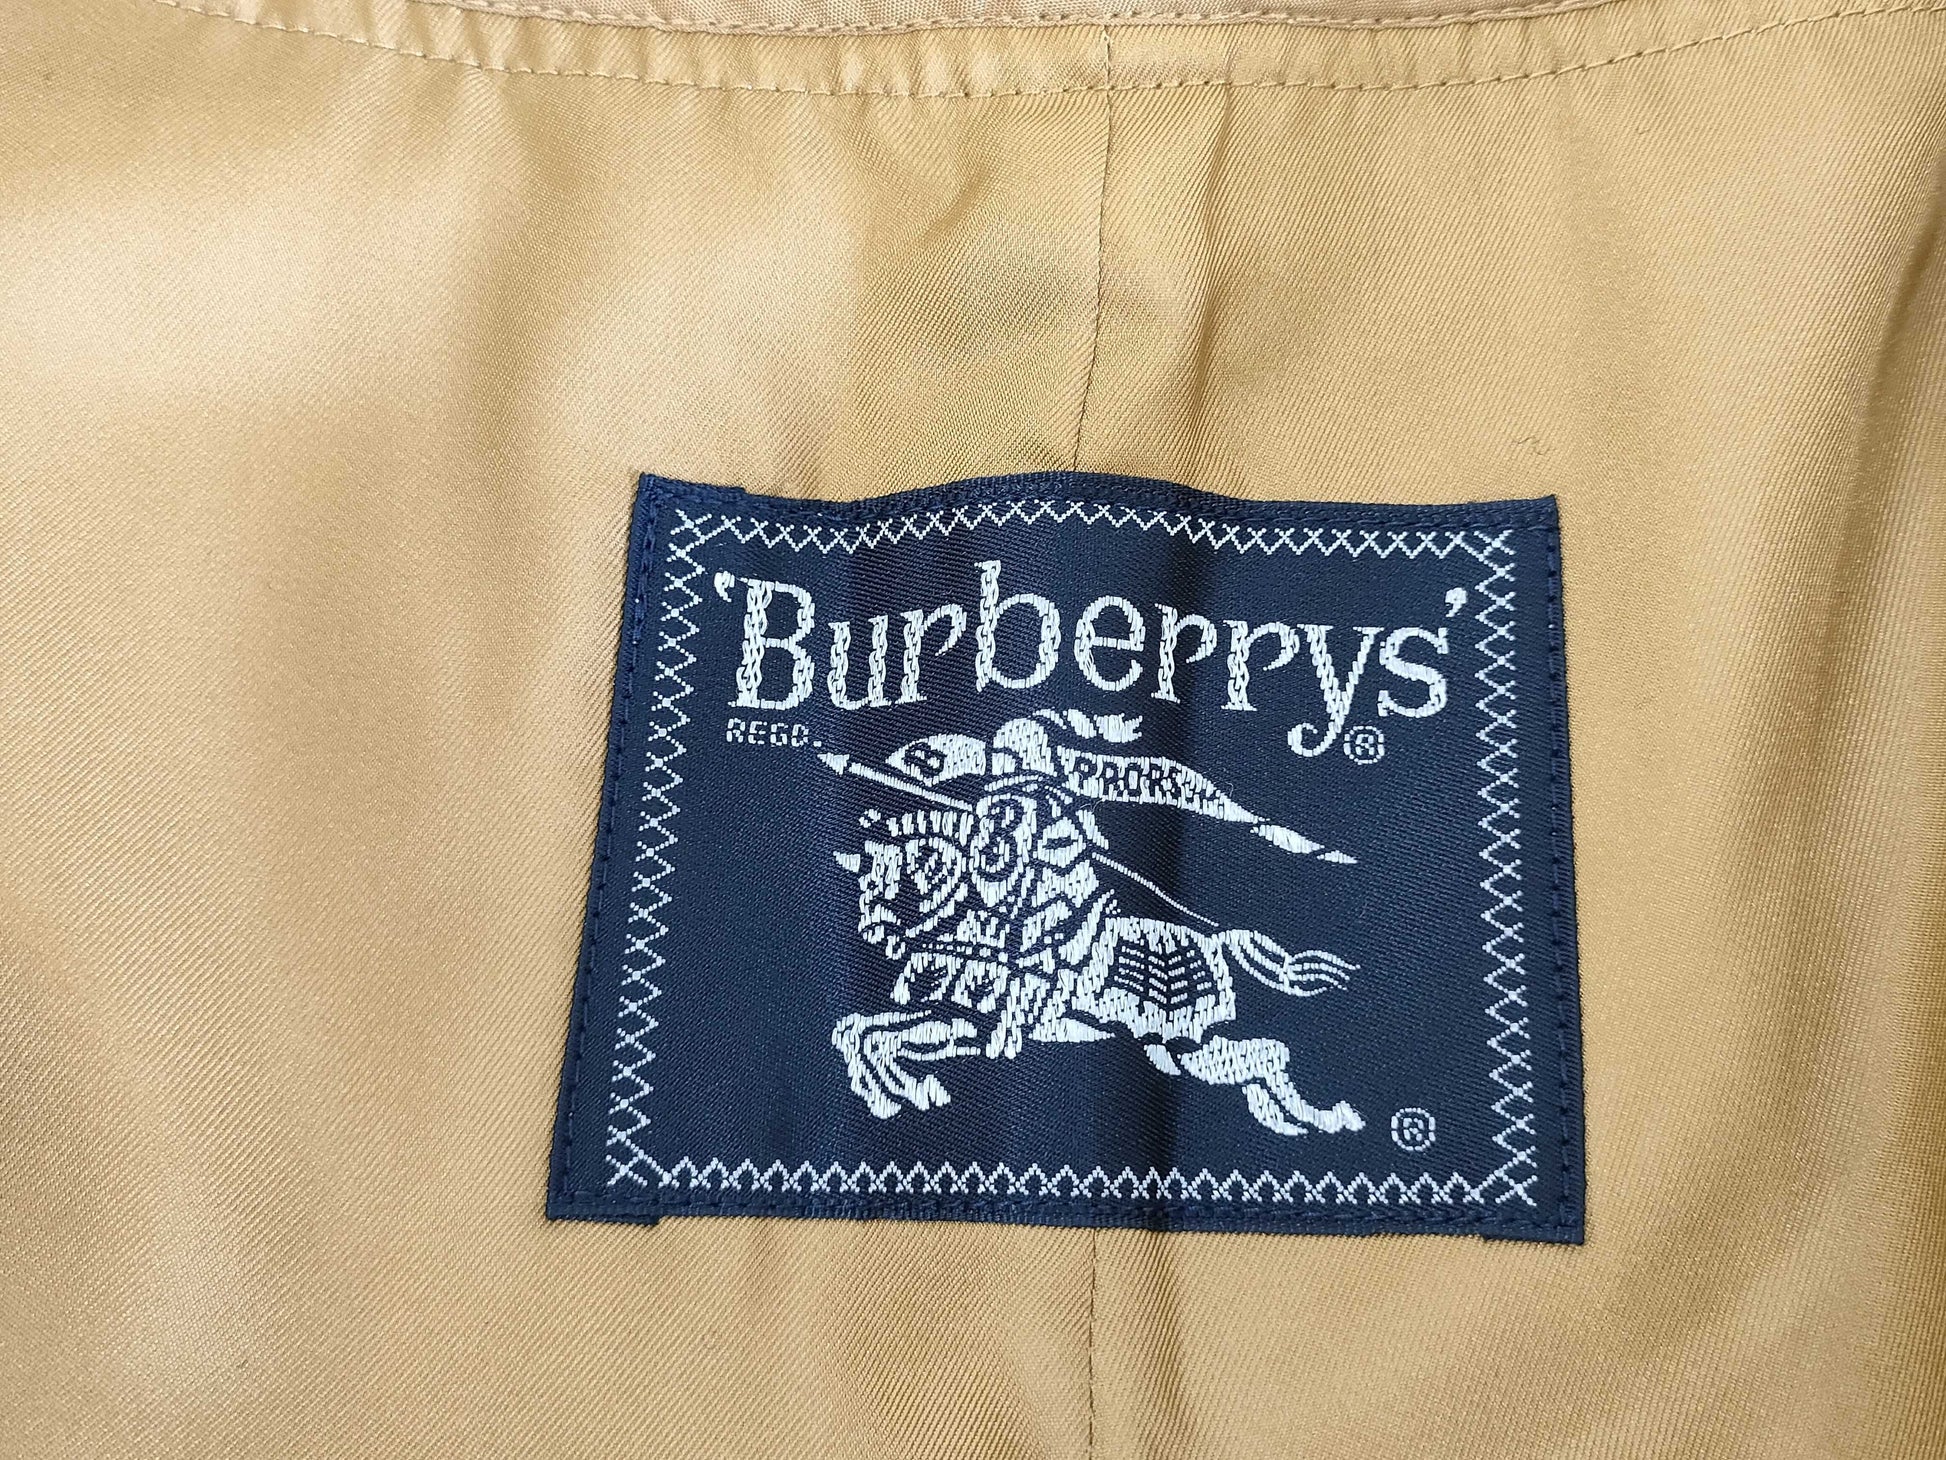 'Burberrys'
REGD. ®
B PRORSUM
®